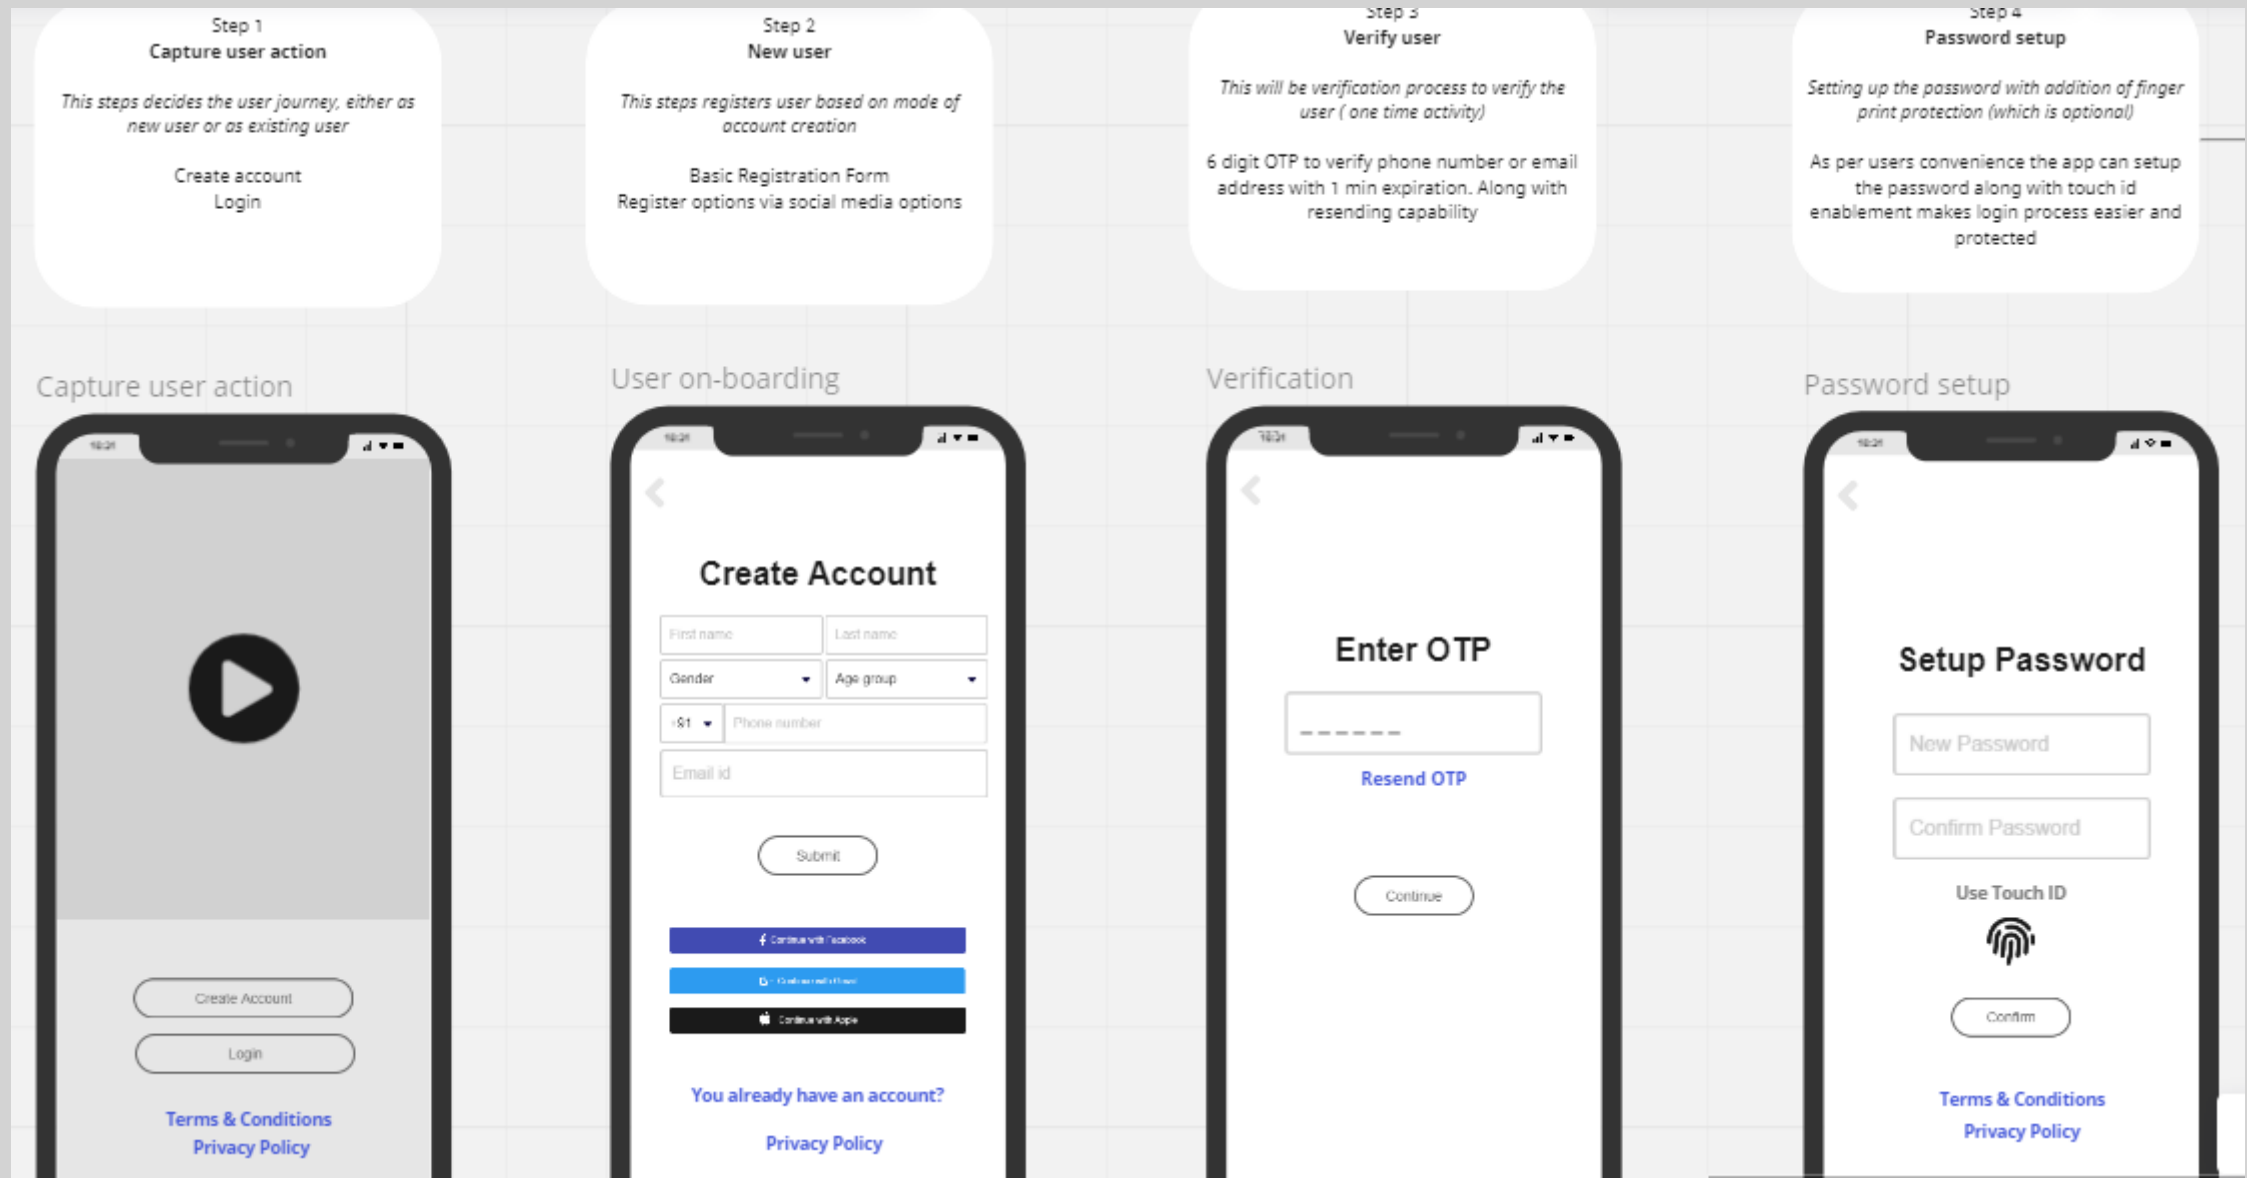 Step 1
Capture user action
This steps decides the user journey, either as
new user or as existing user
Create account
Login
Step 2
New user
This steps registers user based on mode of
account creation
Basic Registration Form
Register options via social media options
Step 3
Verify user
This will be verification process to verify the
user ( one time activity)
6 digit OTP to verify phone number or email
address with 1 min expiration. Along with
resending capability
Step 4
Password setup
Setting up the password with addition of finger
print protection (which is optional)
As per users convenience the app can setup
the password along with touch id
enablement makes login process easier and
protected
Capture user action
Create Account
Login
Terms & Conditions
Privacy Policy
User on-boarding
Create Account
First name
Last name
Gender
Age group
+91
Phone number
Email id
Submit
Continue with Facebook
Continue with
Continue with Apple
You already have an account?
Privacy Policy
Verification
Enter OTP
Resend OTP
Continue
Password setup
Setup Password
New Password
Confirm Password
Use Touch ID
Confirm
Terms & Conditions
Privacy Policy